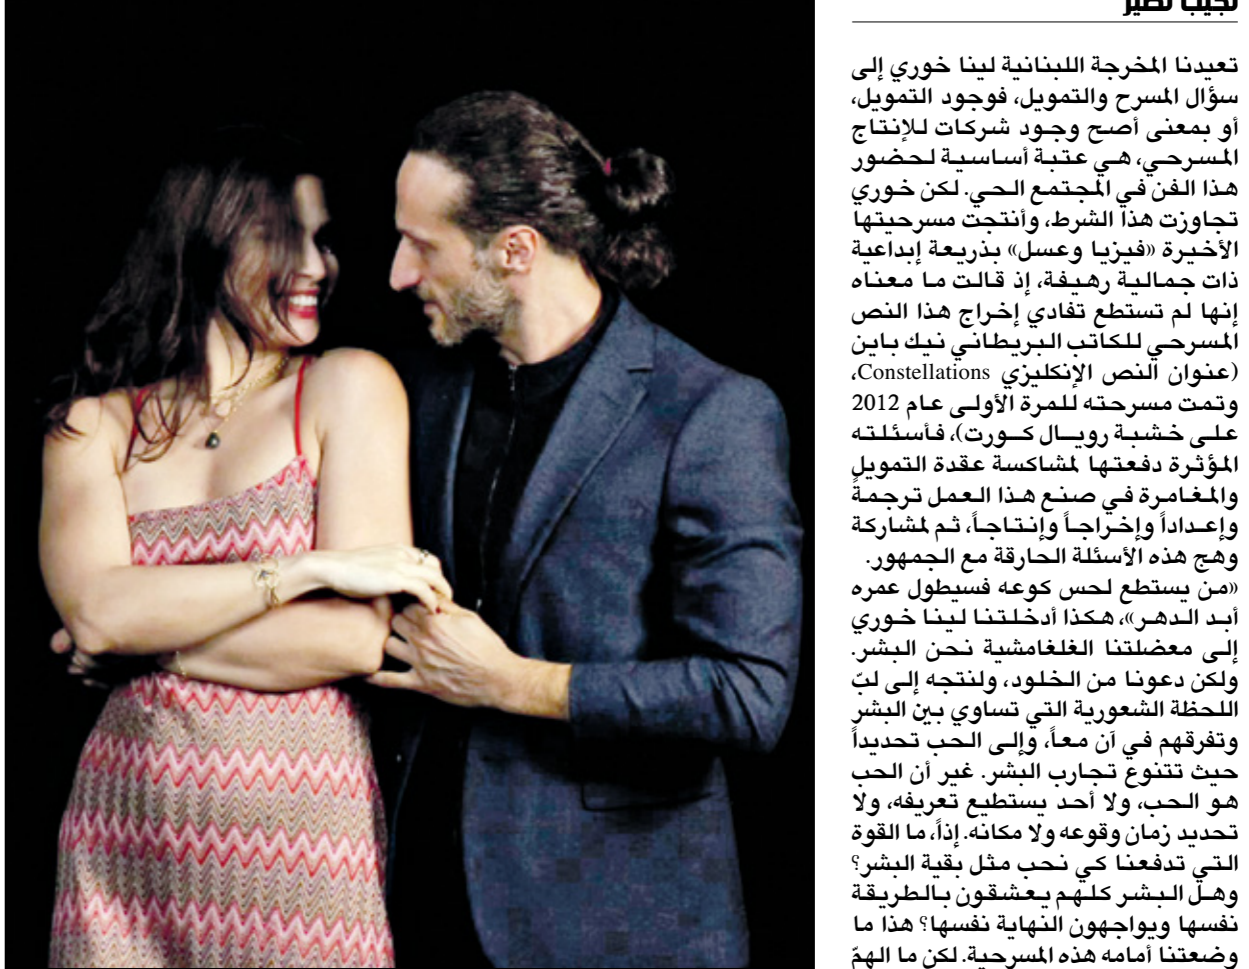 نجيب نصير
تعيدنا المخرجة اللبنانية لينا خوري إلى
سؤال المسرح والتمويل، فوجود التمويل،
أو بمعنى أصح وجود شركات للإنتاج
المسرحي، هي عتبة أساسية لحضور
هذا الفن في المجتمع الحي. لكن خوري
تجاوزت هذا الشرط، وأنتجت مسرحيتها
الأخيرة «فيزيا وعسل» بذريعة إبداعية
ذات جمالية رهيفة، إذ قالت ما معناه
إنها لم تستطع تفادي إخراج هذا النص
المسرحي للكاتب البريطاني نيك باين
(عنوان النص الإنكليزي Constellations،
وتمت مسرحته للمرة الأولى عام 2012
على خشبة رويال كورت)، فأسئلته
المؤثرة دفعتها لمشاكسة عقدة التمويل
والمغامرة في صنع هذا العمل ترجمةً
وإعداداً وإخراجاً وإنتاجاً، ثم لمشاركة
وهج هذه الأسئلة الحارقة مع الجمهور.
«من يستطع لحس كوعه فسيطول عمره
أبد الدهر»، هكذا أدخلتنا لينا خوري
إلى معضلتنا الغلغامشية نحن البشر.
ولكن دعونا من الخلود، ولنتجه إلى لبّ
اللحظة الشعورية التي تساوي بين البشر
وتفرقهم في آن معاً، وإلى الحب تحديداً
حيث تتنوع تجارب البشر. غير أن الحب
هو الحب، ولا أحد يستطيع تعريفه، ولا
تحديد زمان وقوعه ولا مكانه. إذاً، ما القوة
التي تدفعنا كي نحب مثل بقية البشر؟
وهل البشر كلهم يعشقون بالطريقة
نفسها ويواجهون النهاية نفسها؟ هذا ما
وضعتنا أمامه هذه المسرحية. لكن ما الهمّ